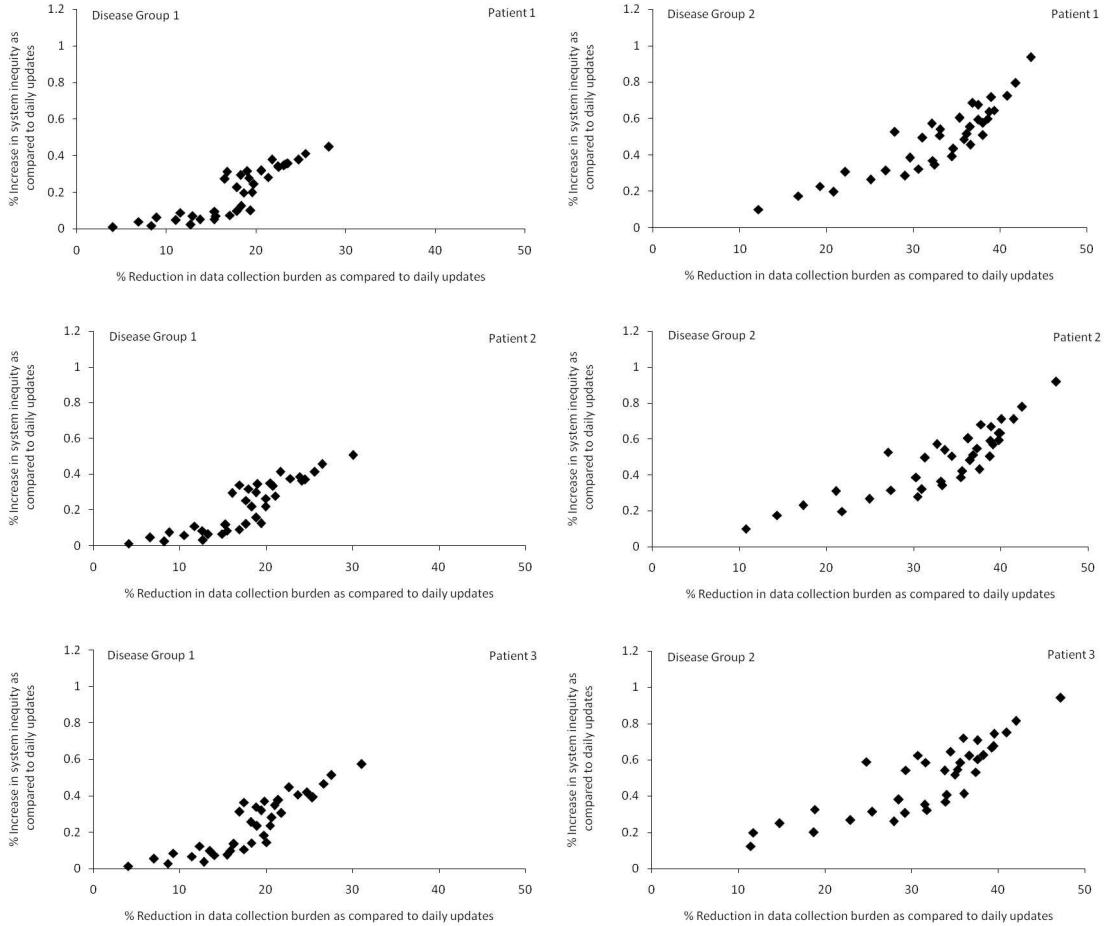 Disease Group 1
Patient 1
% Increase in system inequity as
compared to daily updates
1.2
1
0.8
0.6
0.4
0.2
0
0 10 20 30 40 50
% Reduction in data collection burden as compared to daily updates
Disease Group 2
Patient 1
% Increase in system inequity as
compared to daily updates
1.2
1
0.8
0.6
0.4
0.2
0
0 10 20 30 40 50
% Reduction in data collection burden as compared to daily updates
Disease Group 1
Patient 2
% Increase in system inequity as
compared to daily updates
1.2
1
0.8
0.6
0.4
0.2
0
0 10 20 30 40 50
% Reduction in data collection burden as compared to daily updates
Disease Group 2
Patient 2
% Increase in system inequity as
compared to daily updates
1.2
1
0.8
0.6
0.4
0.2
0
0 10 20 30 40 50
% Reduction in data collection burden as compared to daily updates
Disease Group 1
Patient 3
% Increase in system inequity as
compared to daily updates
1.2
1
0.8
0.6
0.4
0.2
0
0 10 20 30 40 50
% Reduction in data collection burden as compared to daily updates
Disease Group 2
Patient 3
% Increase in system inequity as
compared to daily updates
1.2
1
0.8
0.6
0.4
0.2
0
0 10 20 30 40 50
% Reduction in data collection burden as compared to daily updates